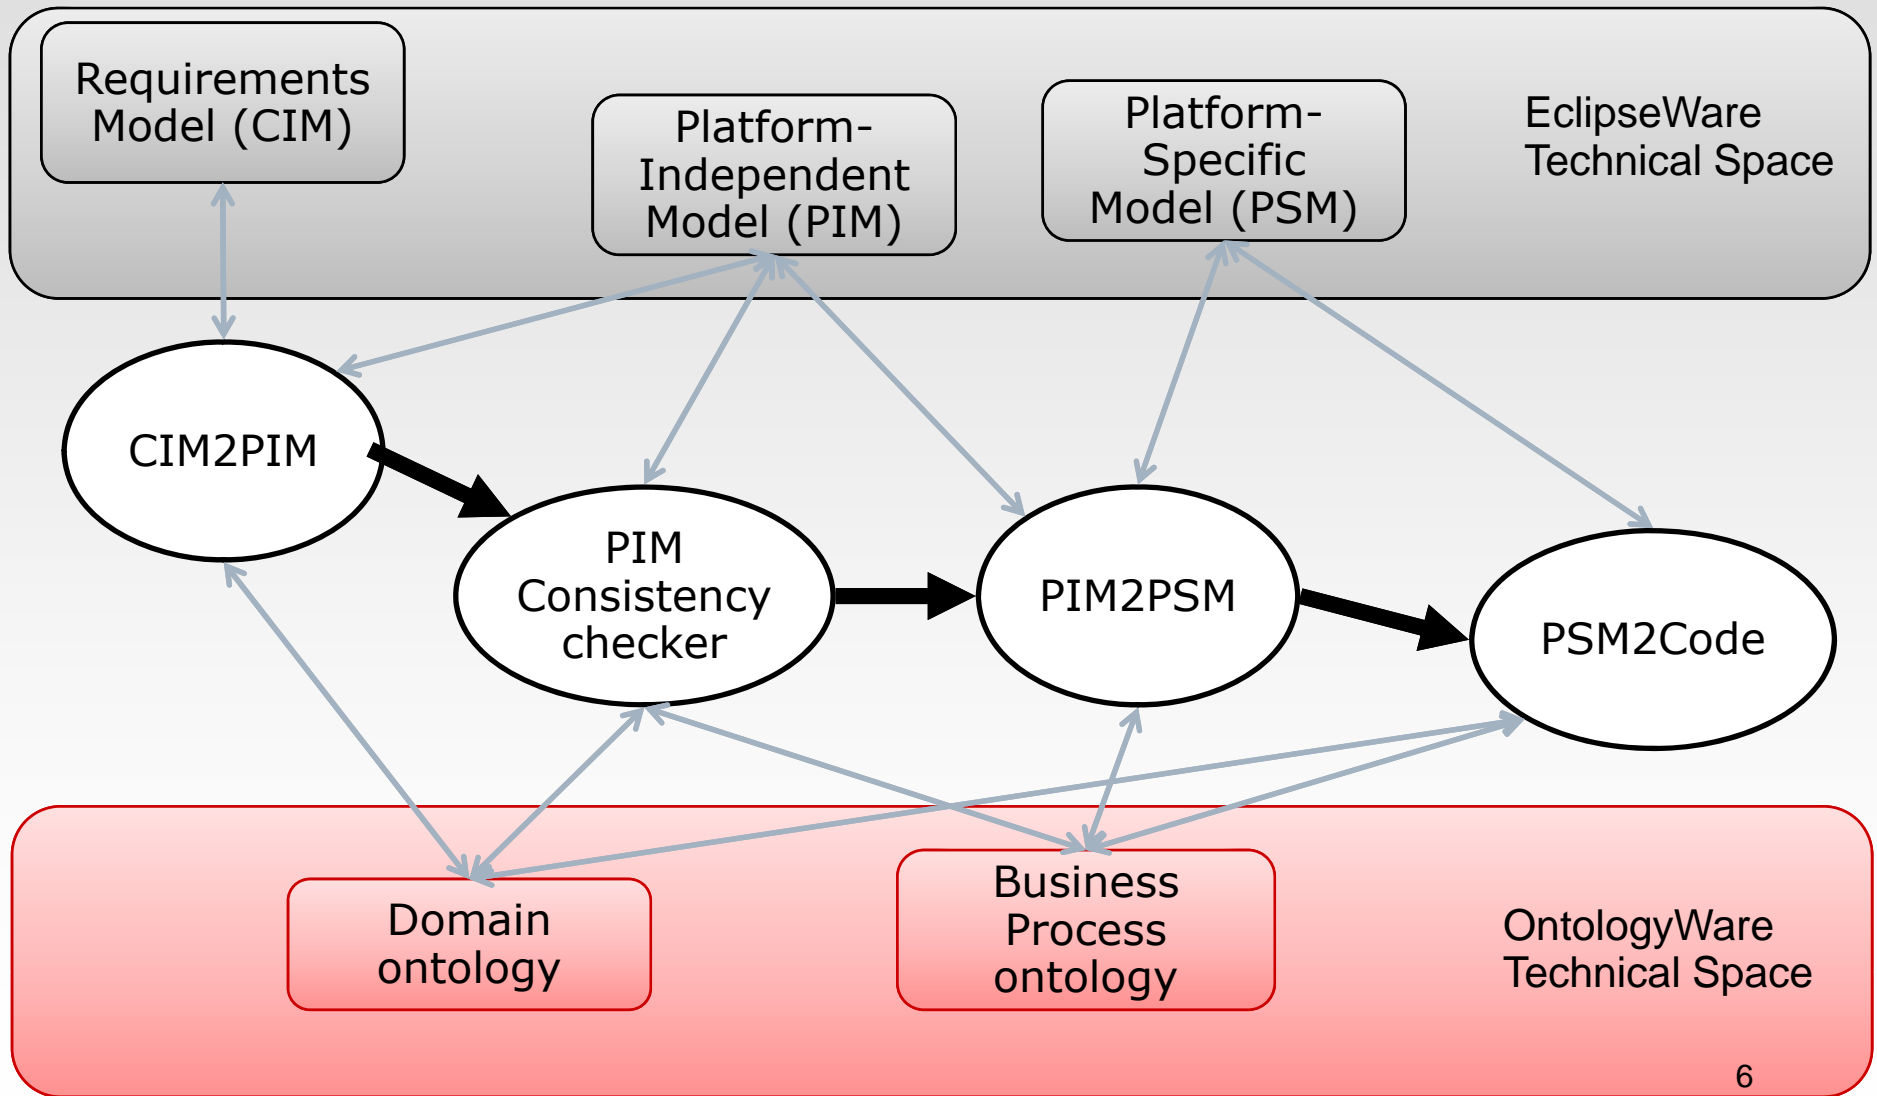 Requirements
Model (CIM)
Platform-
Independent
Model (PIM)
Platform-
Specific
Model (PSM)
EclipseWare
Technical Space
CIM2PIM
PIM
Consistency
checker
PIM2PSM
PSM2Code
Domain
ontology
Business
Process
ontology
OntologyWare
Technical Space
6